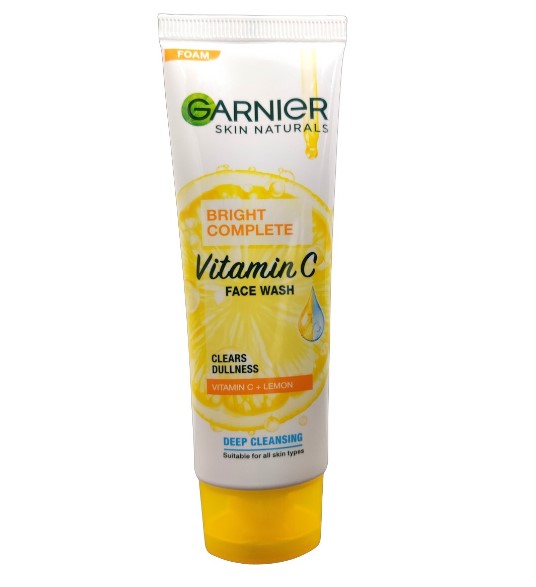 FOAM
GARNIER
SKIN NATURALS
BRIGHT
COMPLETE
Vitamin C
FACE WASH
CLEARS
DULLNESS
VITAMIN C + LEMON
DEEP CLEANSING
Suitable for all skin types